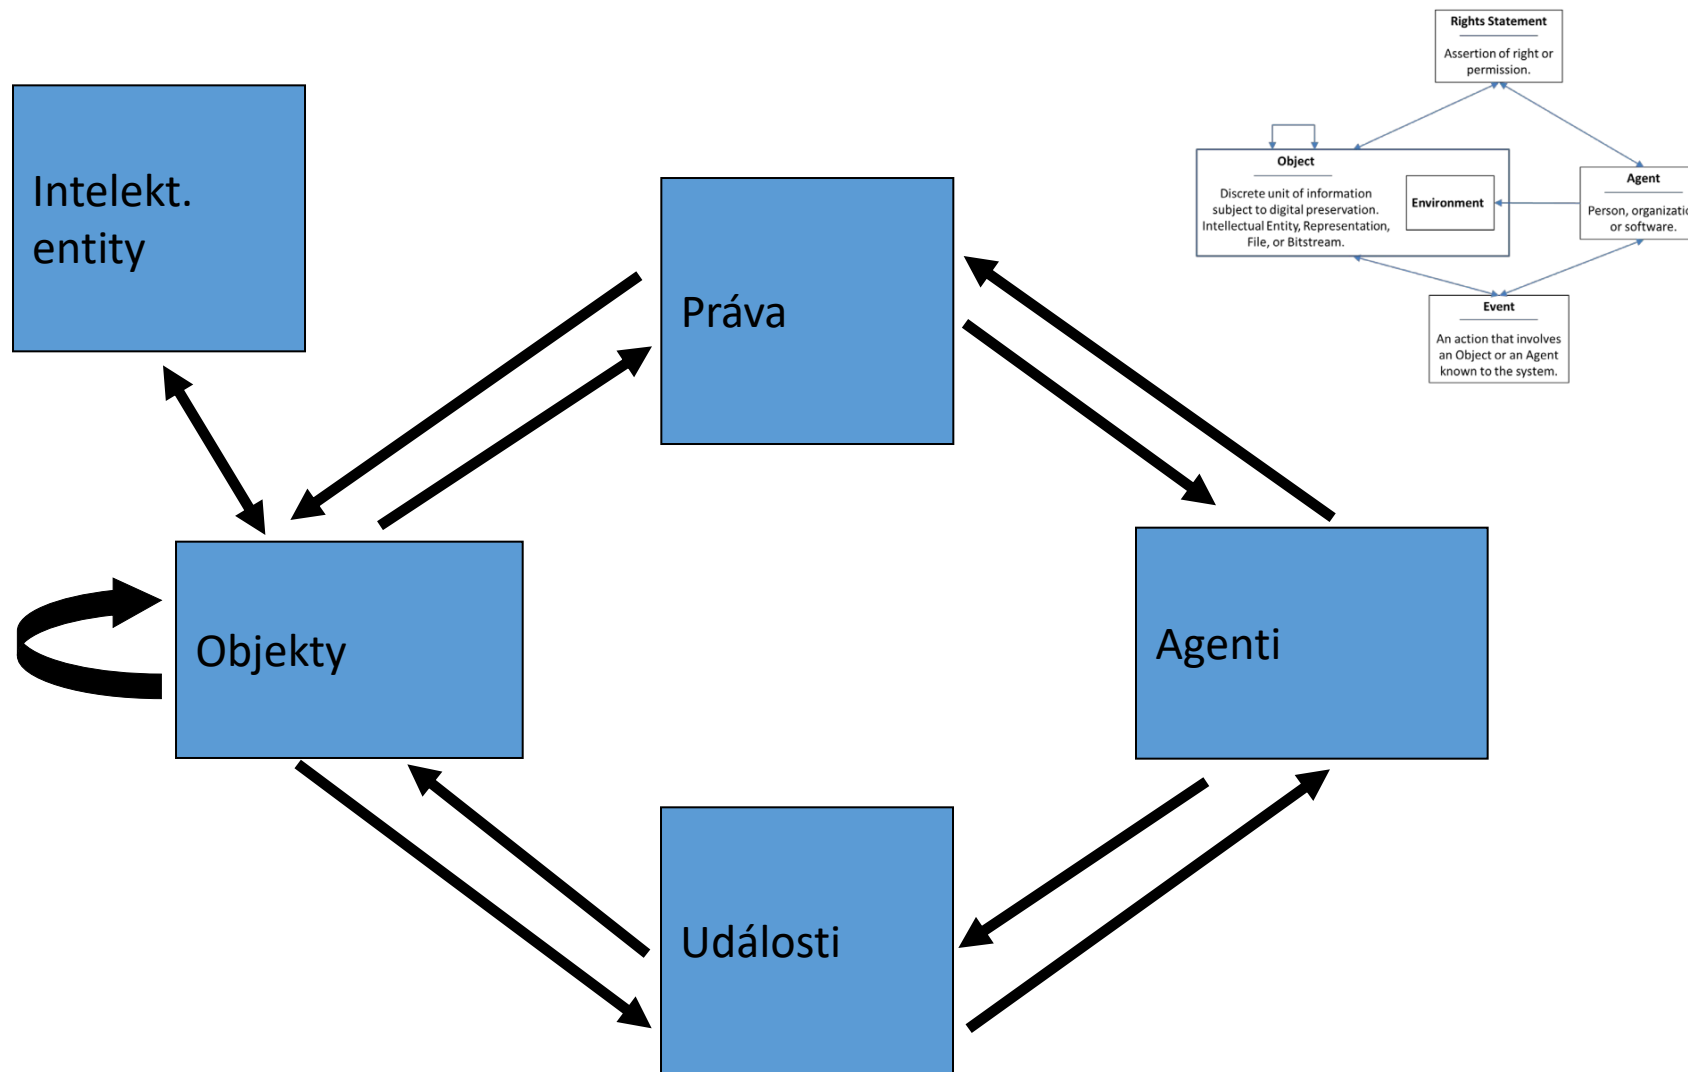 Intelekt.
entity
Práva
Objekty
Agenti
Události
Rights Statement
Assertion of right or
permission.
Object
Discrete unit of information
subject to digital preservation.
Intellectual Entity, Representation,
File, or Bitstream.
Environment
Agent
Person, organizatio
or software.
Event
An action that involves
an Object or an Agent
known to the system.